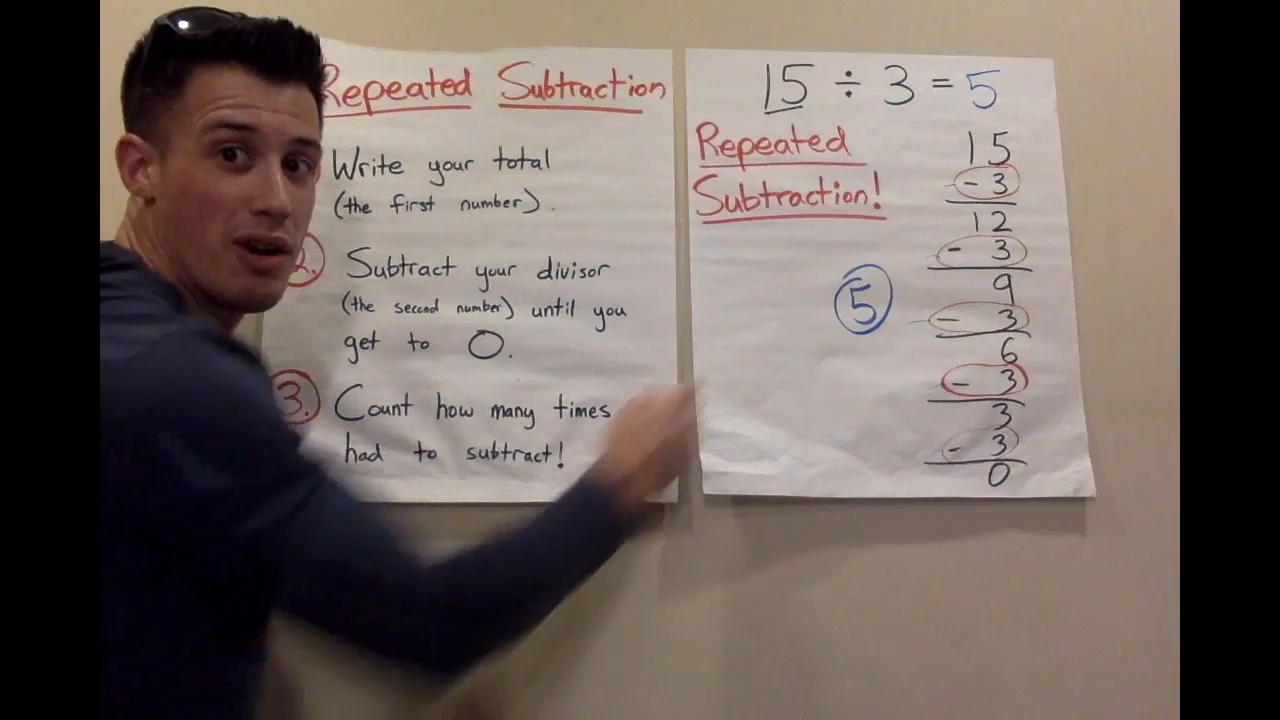 Repeated Subtraction
Write your total
(the first number).
2. Subtract your divisor
(the second number) until you
get to 0.
3. Count how many times
had to subtract!
15 ÷ 3 = 5
Repeated
Subtraction!
5
15
- 3
12
- 3
9
- 3
6
- 3
3
- 3
0